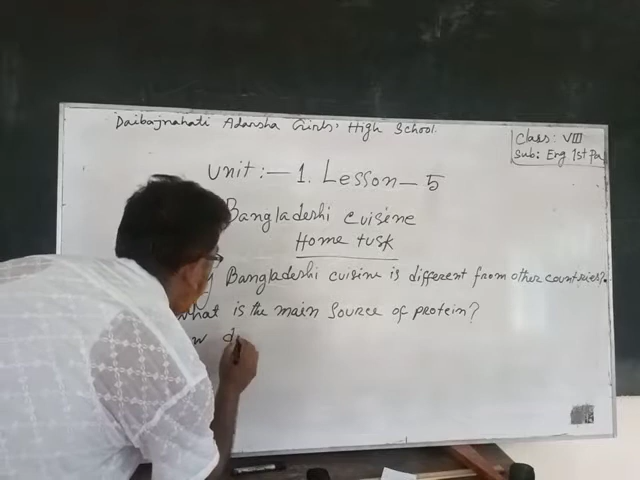 Daibajnahati Adarsha Girls' High School.
Class: VIII
Sub: Eng 1st Pa
Unit :— 1. Lesson — 5
Bangladeshi cuisine
Home tusk
y Bangladeshi cuisine is different from other countries?
What is the main source of protein?
w d